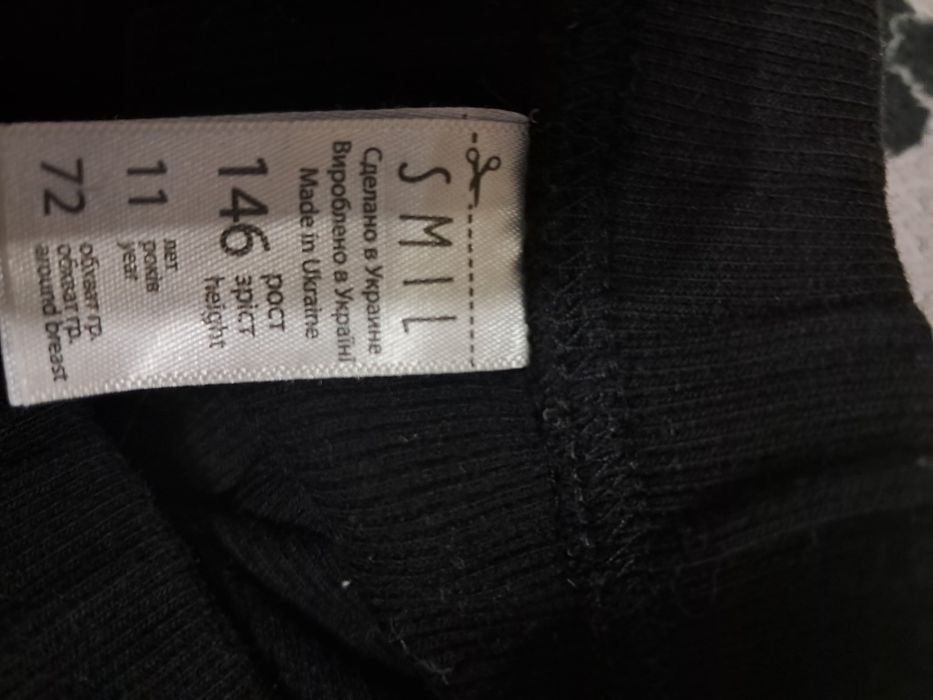 SMIL
Сделано в Украине
Вироблено в Україні
Made in Ukraine
146
рост
зріст
height
11
лет
років
year
72
обхват гр.
обхват гр.
around breast